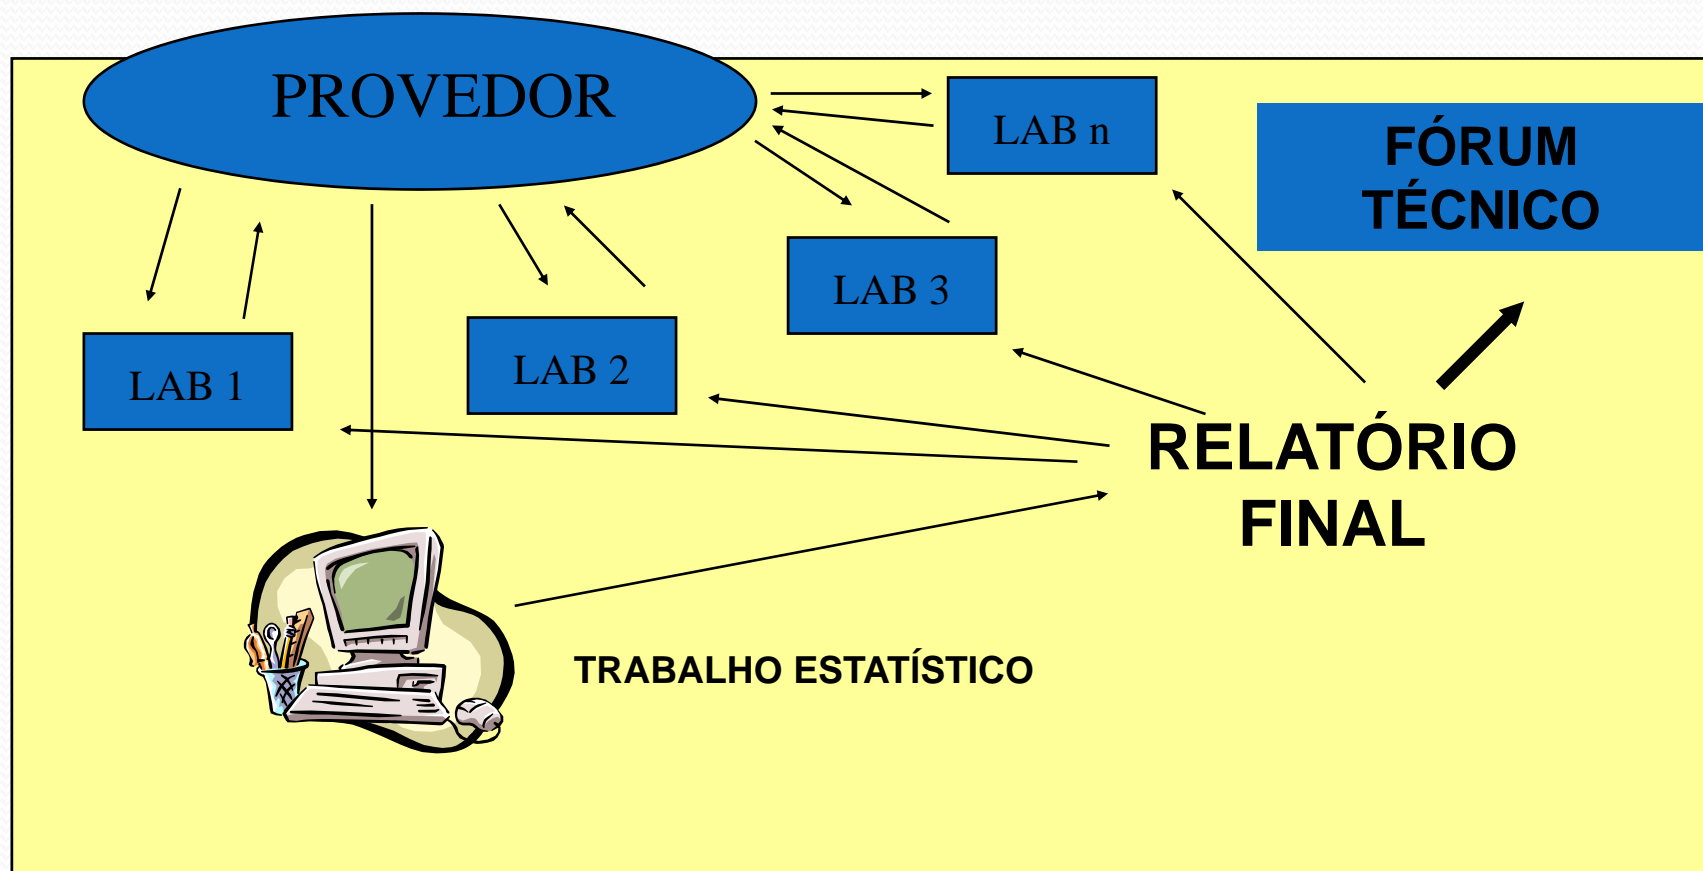 PROVEDOR
LAB n
FÓRUM
TÉCNICO
LAB 3
LAB 2
LAB 1
RELATÓRIO
FINAL
TRABALHO ESTATÍSTICO